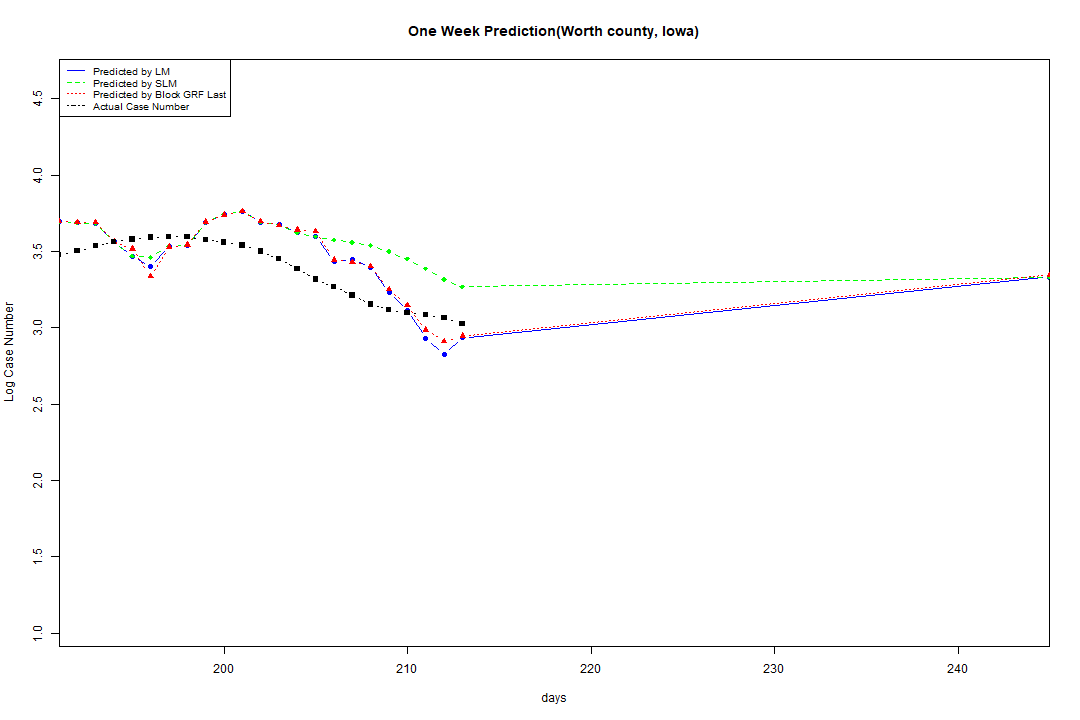 One Week Prediction(Worth county, Iowa)
Predicted by LM
Predicted by SLM
Predicted by Block GRF Last
Actual Case Number
4.5
4.0
3.5
3.0
2.5
2.0
1.5
1.0
Log Case Number
200 210 220 230 240
days